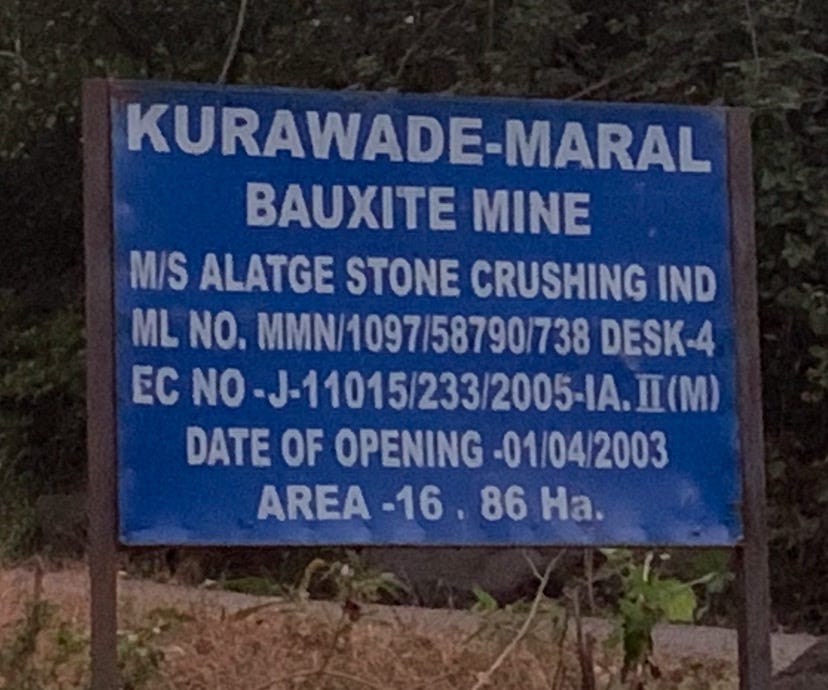 KURAWADE-MARAL
BAUXITE MINE
M/S ALATGE STONE CRUSHING IND
ML NO. MMN/1097/58790/738 DESK-4
EC NO -J-11015/233/2005-IA.II(M)
DATE OF OPENING -01/04/2003
AREA -16 . 86 Ha.